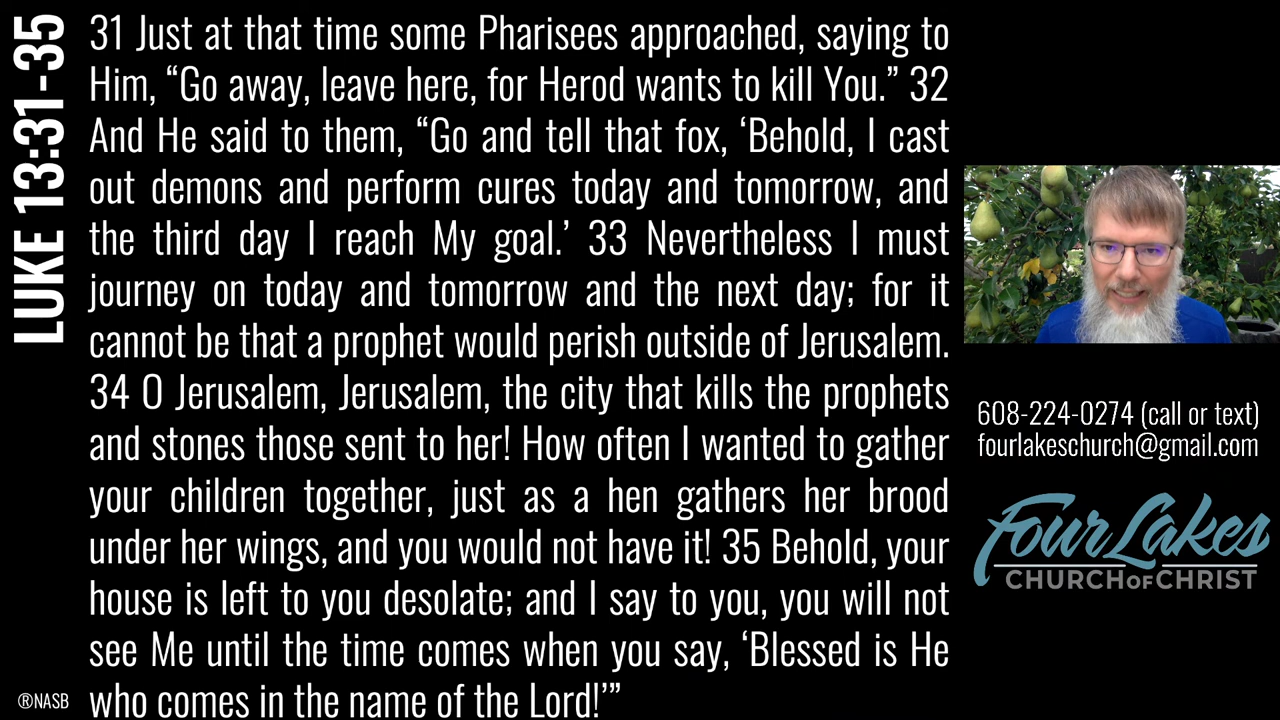 LUKE 13:31-35
31 Just at that time some Pharisees approached, saying to
Him, “Go away, leave here, for Herod wants to kill You.” 32
And He said to them, “Go and tell that fox, ‘Behold, I cast
out demons and perform cures today and tomorrow, and
the third day I reach My goal.’ 33 Nevertheless I must
journey on today and tomorrow and the next day; for it
cannot be that a prophet would perish outside of Jerusalem.
34 O Jerusalem, Jerusalem, the city that kills the prophets
and stones those sent to her! How often I wanted to gather
your children together, just as a hen gathers her brood
under her wings, and you would not have it! 35 Behold, your
house is left to you desolate; and I say to you, you will not
see Me until the time comes when you say, ‘Blessed is He
who comes in the name of the Lord!’”
®NASB
608-224-0274 (call or text)
fourlakeschurch@gmail.com
Four Lakes
CHURCH OF CHRIST